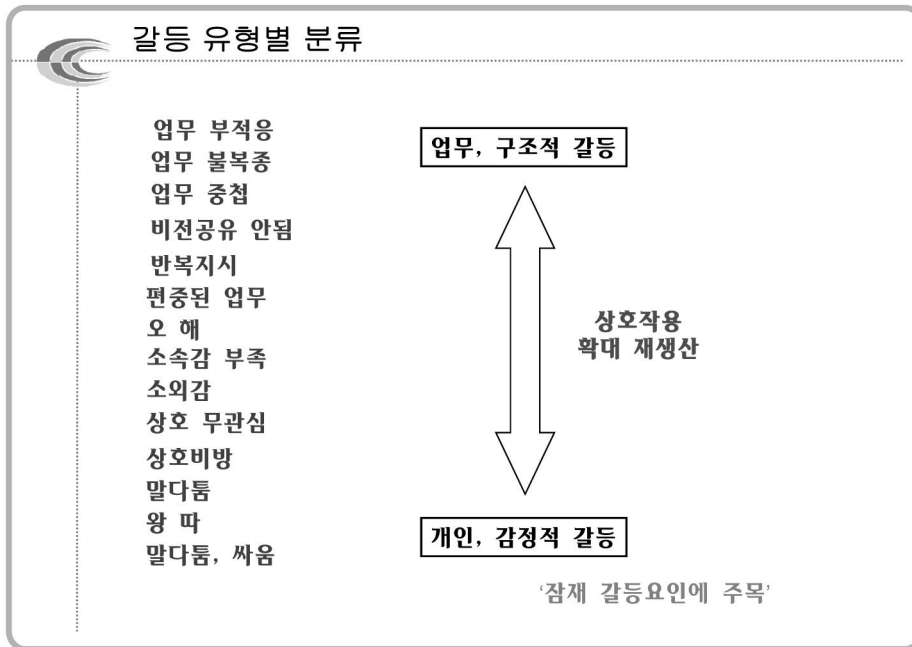 갈등 유형별 분류
업무 부적응
업무 불복종
업무 중첩
비전공유 안됨
반복지시
편중된 업무
오 해
소속감 부족
소외감
상호 무관심
상호비방
말다툼
왕 따
말다툼, 싸움
업무, 구조적 갈등
상호작용
확대 재생산
개인, 감정적 갈등
‘잠재 갈등요인에 주목’